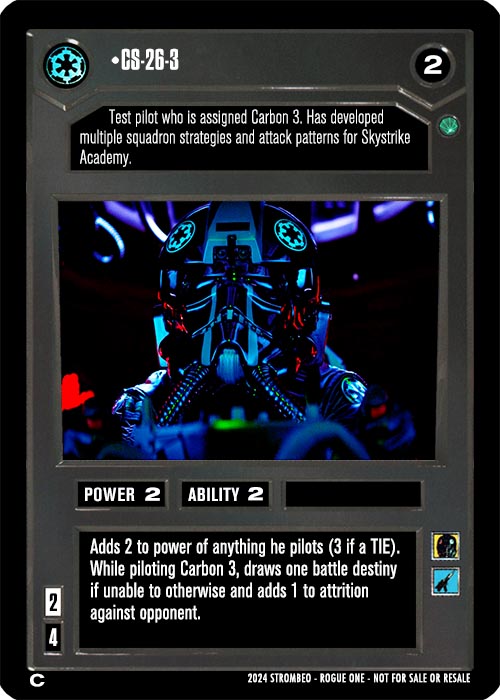 •CS-26-3
2
Test pilot who is assigned Carbon 3. Has developed
multiple squadron strategies and attack patterns for Skystrike
Academy.
POWER 2
ABILITY 2
Adds 2 to power of anything he pilots (3 if a TIE).
While piloting Carbon 3, draws one battle destiny
if unable to otherwise and adds 1 to attrition
against opponent.
2
4
C
2024 STROMBEO - ROGUE ONE - NOT FOR SALE OR RESALE